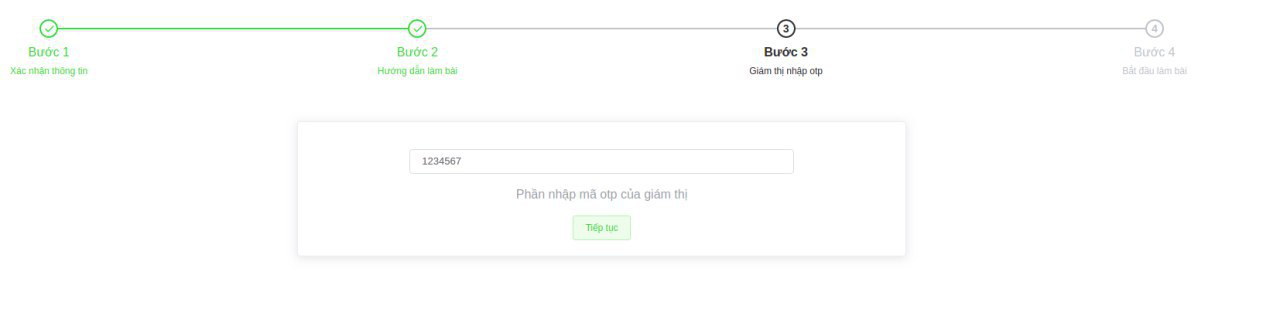 3
4
Bước 1
Bước 2
Bước 3
Bước 4
Xác nhận thông tin
Hướng dẫn làm bài
Giám thị nhập otp
Bắt đầu làm bài
1234567
Phần nhập mã otp của giám thị
Tiếp tục